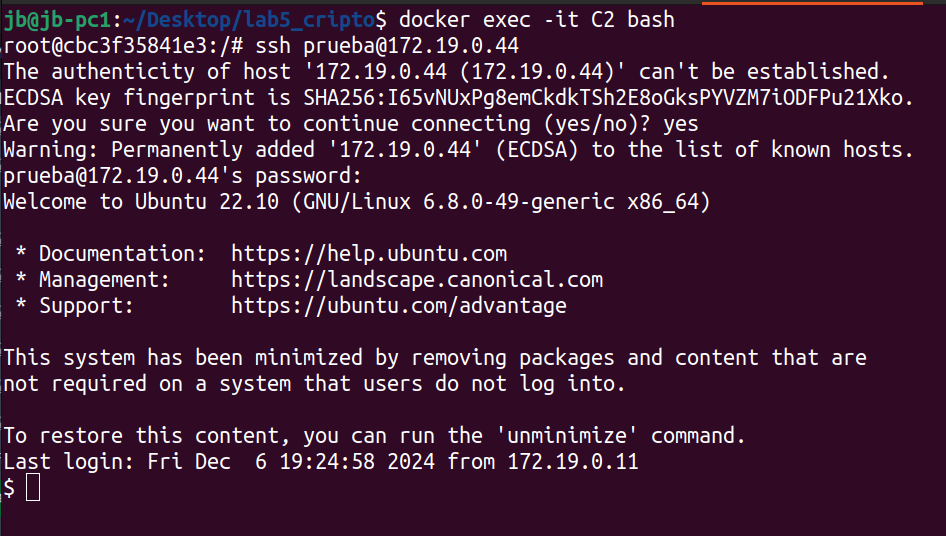 jb@jb-pc1:~/Desktop/lab5_cripto$ docker exec -it C2 bash
root@cbc3f35841e3:/# ssh prueba@172.19.0.44
The authenticity of host '172.19.0.44 (172.19.0.44)' can't be established.
ECDSA key fingerprint is SHA256:I65vNUxPg8emCkdkTSh2E8oGksPYVZM7iODFPu21Xko.
Are you sure you want to continue connecting (yes/no)? yes
Warning: Permanently added '172.19.0.44' (ECDSA) to the list of known hosts.
prueba@172.19.0.44's password:
Welcome to Ubuntu 22.10 (GNU/Linux 6.8.0-49-generic x86_64)

 * Documentation:  https://help.ubuntu.com
 * Management:     https://landscape.canonical.com
 * Support:        https://ubuntu.com/advantage

This system has been minimized by removing packages and content that are
not required on a system that users do not log into.

To restore this content, you can run the 'unminimize' command.
Last login: Fri Dec  6 19:24:58 2024 from 172.19.0.11
$